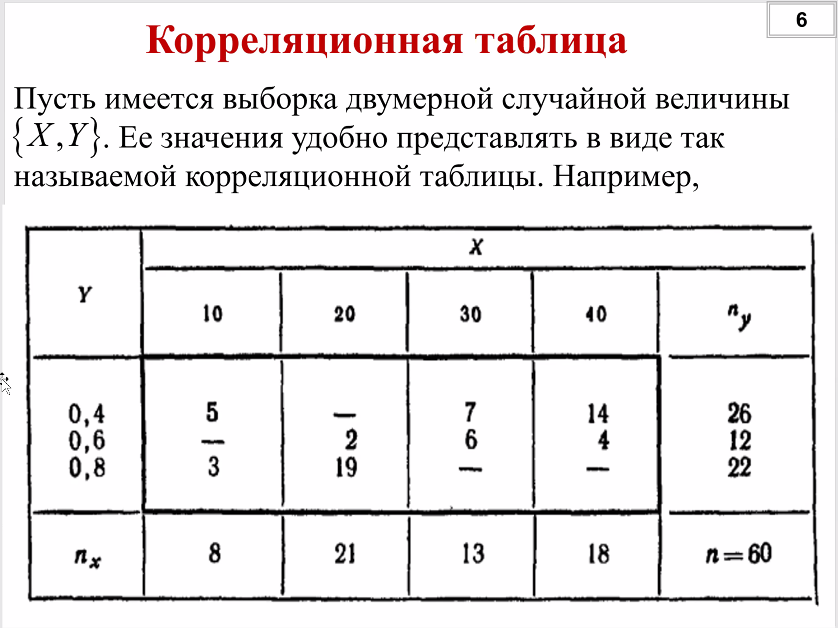 6
Корреляционная таблица
Пусть имеется выборка двумерной случайной величины
{X,Y}. Ее значения удобно представлять в виде так
называемой корреляционной таблицы. Например,
X
Y
10 20 30 40 n_y
0,4 5 — 7 14 26
0,6 — 2 6 4 12
0,8 3 19 — — 22
n_x 8 21 13 18 n=60